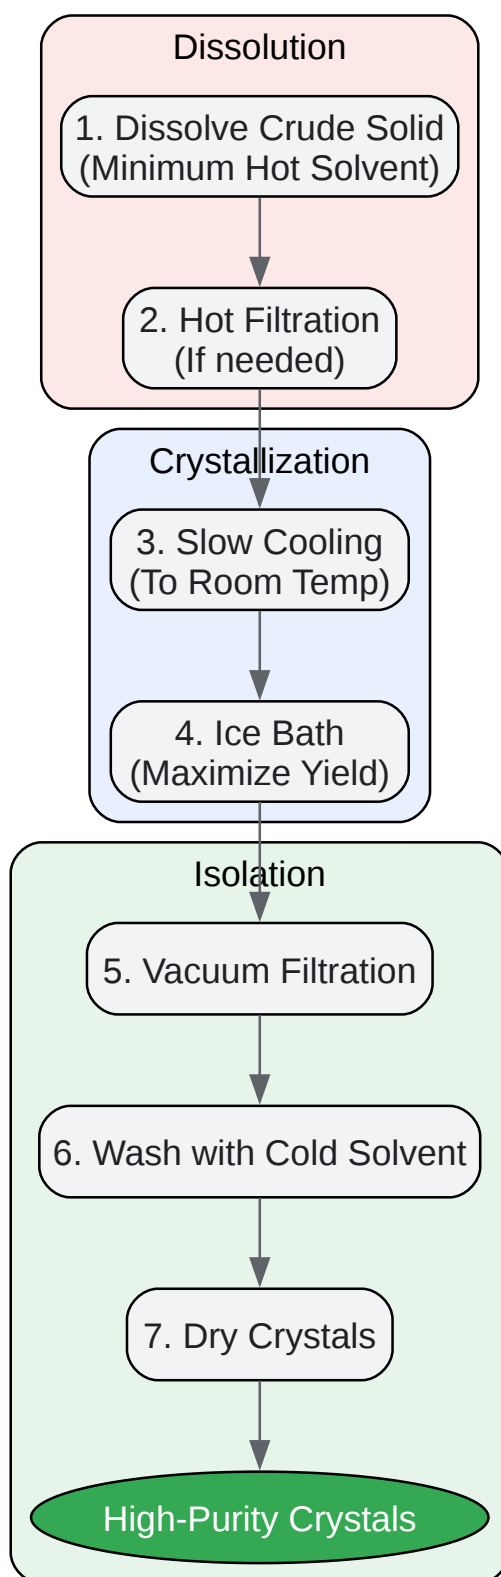 Dissolution
1. Dissolve Crude Solid
(Minimum Hot Solvent)
2. Hot Filtration
(If needed)
Crystallization
3. Slow Cooling
(To Room Temp)
4. Ice Bath
(Maximize Yield)
Isolation
5. Vacuum Filtration
6. Wash with Cold Solvent
7. Dry Crystals
High-Purity Crystals